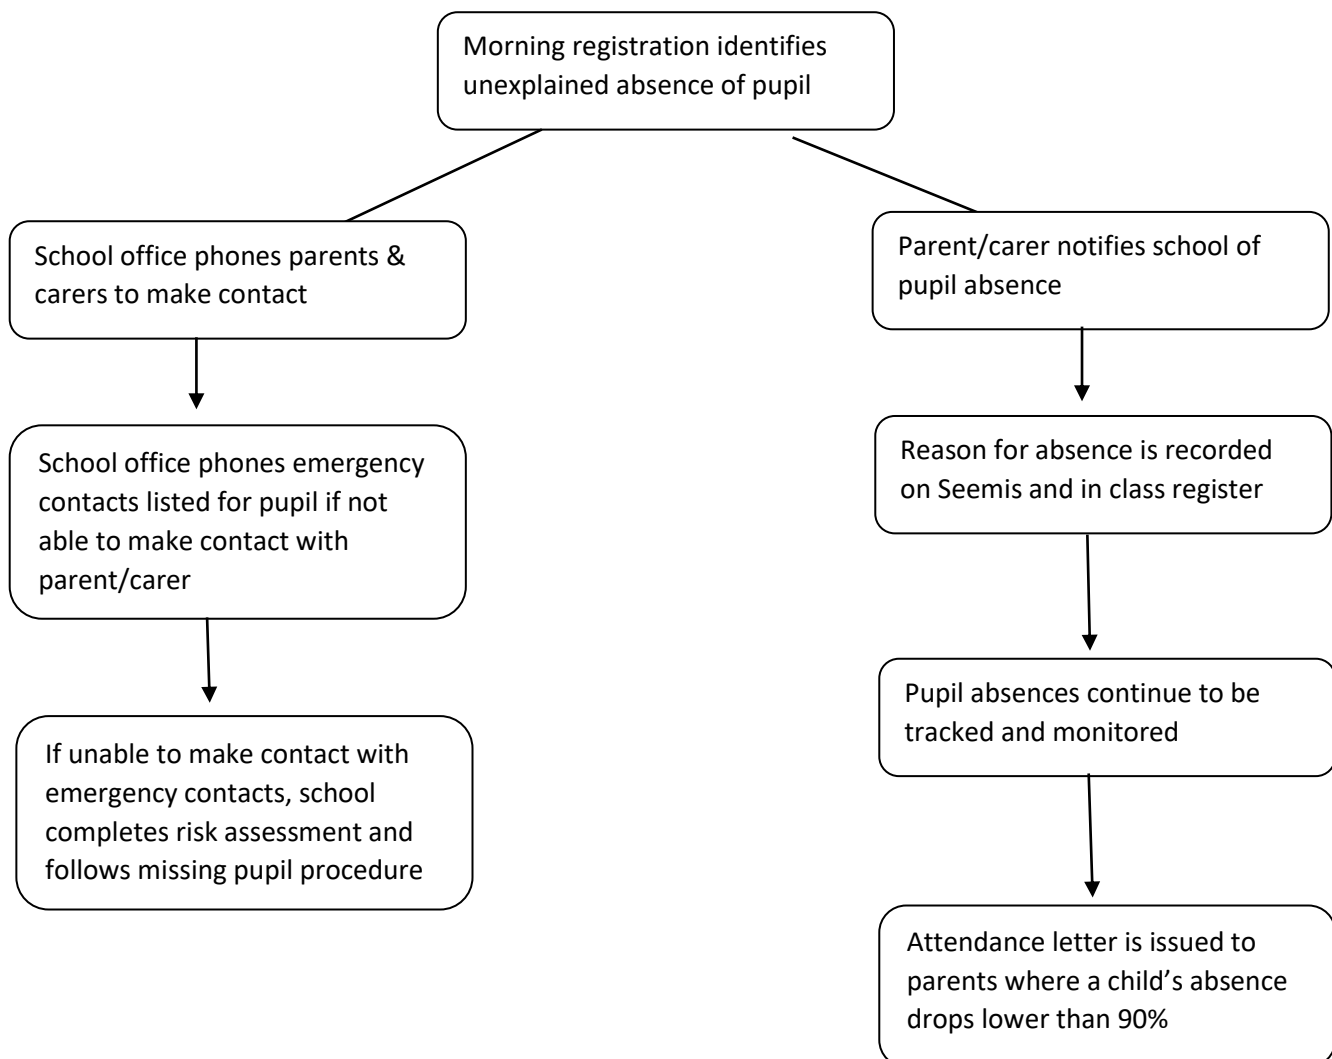 Morning registration identifies
unexplained absence of pupil
School office phones parents &
carers to make contact
Parent/carer notifies school of
pupil absence
School office phones emergency
contacts listed for pupil if not
able to make contact with
parent/carer
Reason for absence is recorded
on Seemis and in class register
If unable to make contact with
emergency contacts, school
completes risk assessment and
follows missing pupil procedure
Pupil absences continue to be
tracked and monitored
Attendance letter is issued to
parents where a child’s absence
drops lower than 90%